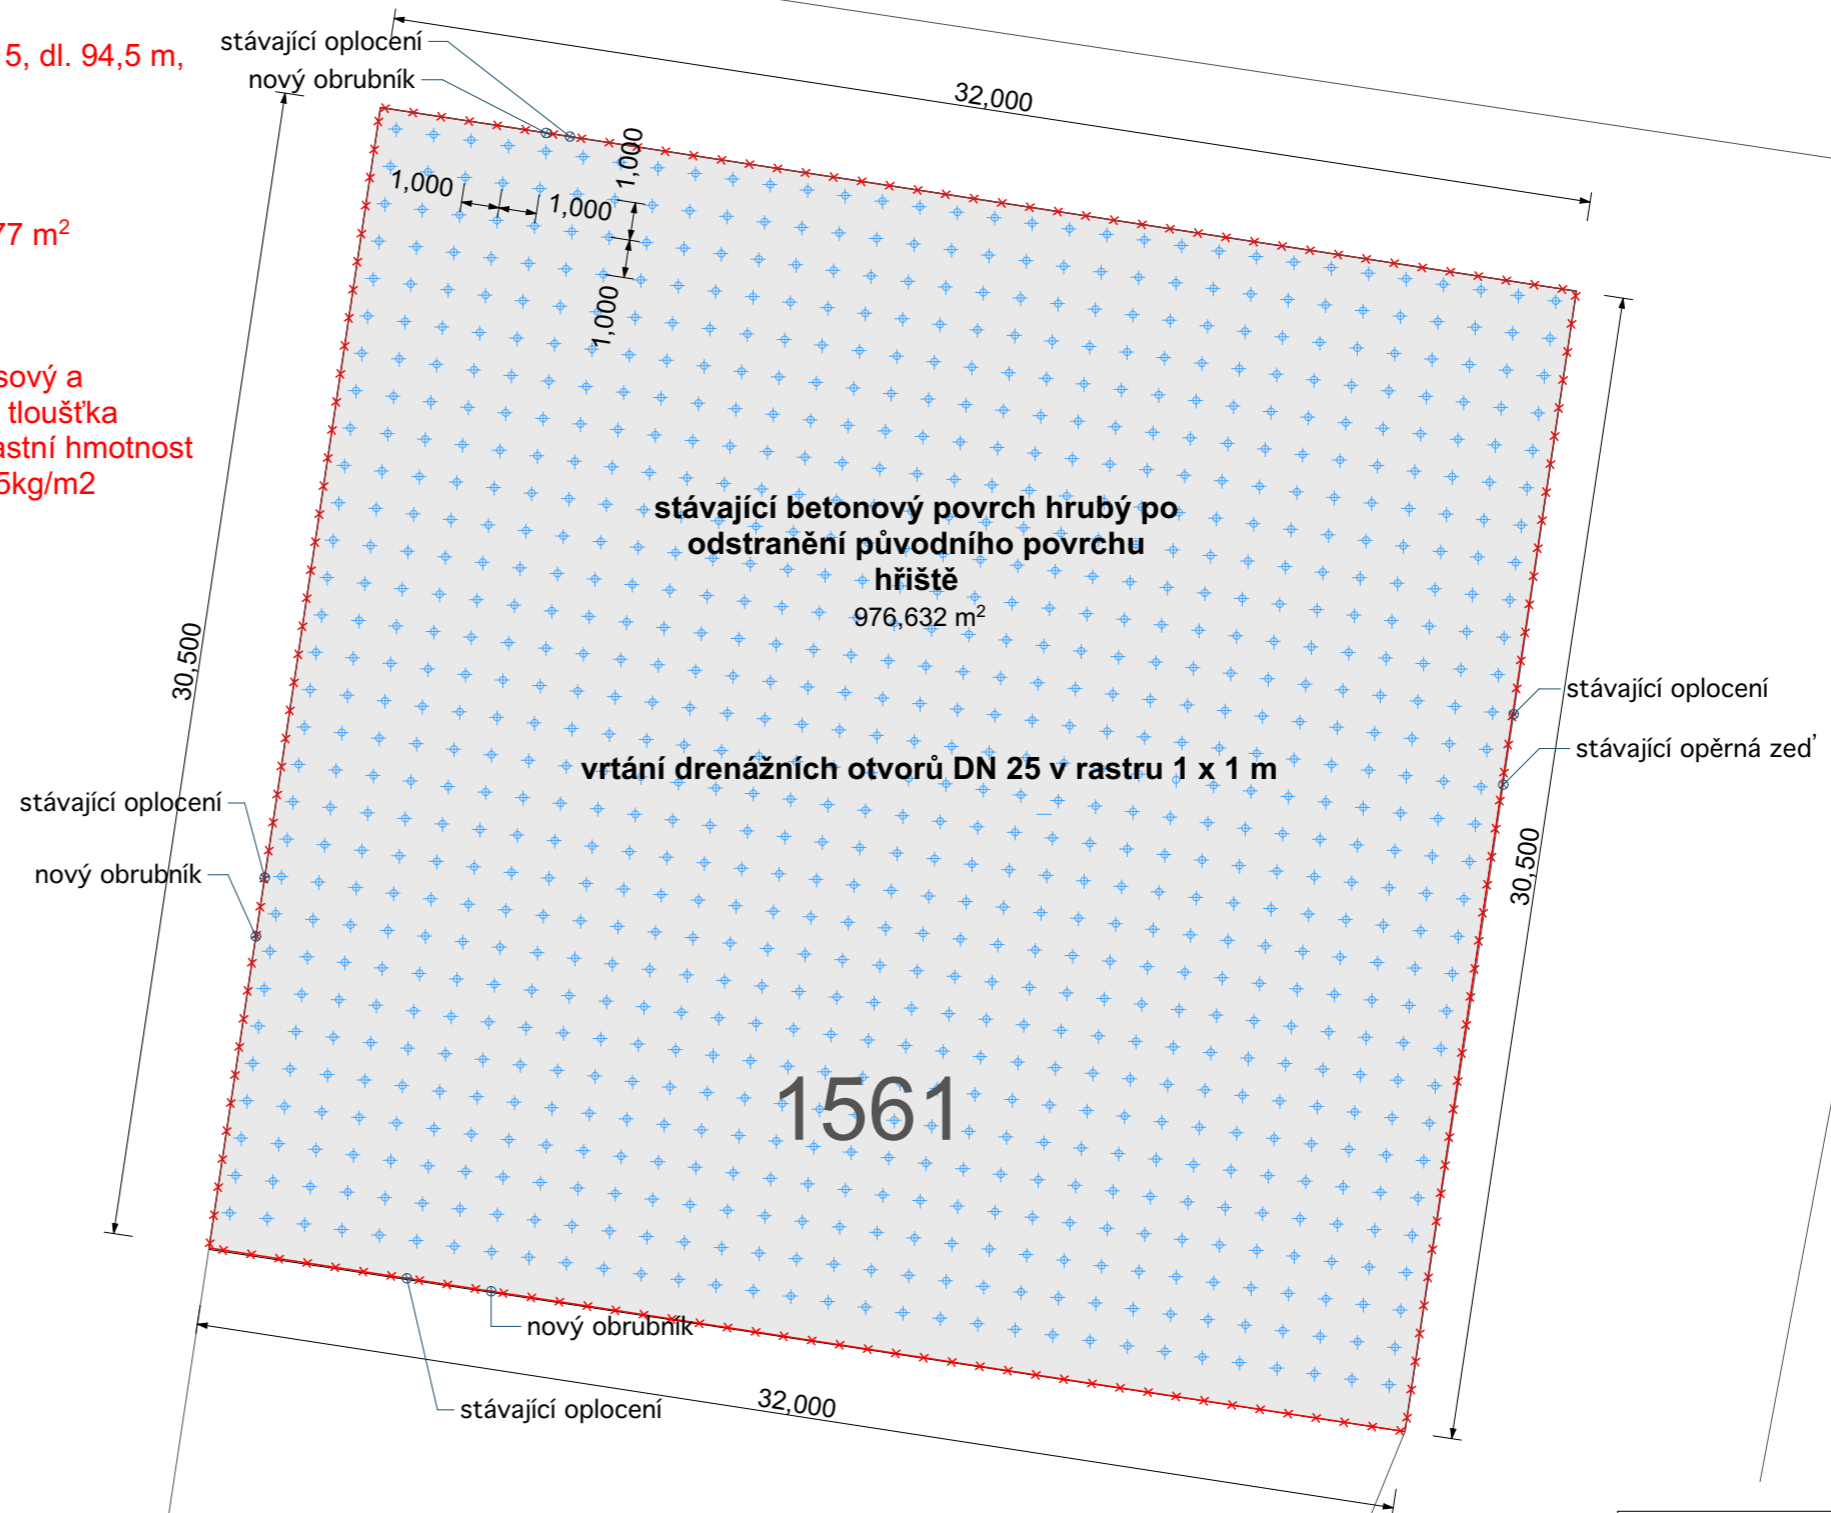 5, dl. 94,5 m,
77 m²
sový a
tloušťka
astní hmotnost
5kg/m2
stávající oplocení
nový obrubník
32,000
1,000
1,000
1,000
1,000
30,500
stávající betonový povrch hrubý po
odstranění původního povrchu
hřiště
976,632 m²
vrtání drenážních otvorů DN 25 v rastru 1 x 1 m
stávající oplocení
stávající opěrná zeď
30,500
stávající oplocení
nový obrubník
1561
nový obrubník
stávající oplocení
32,000